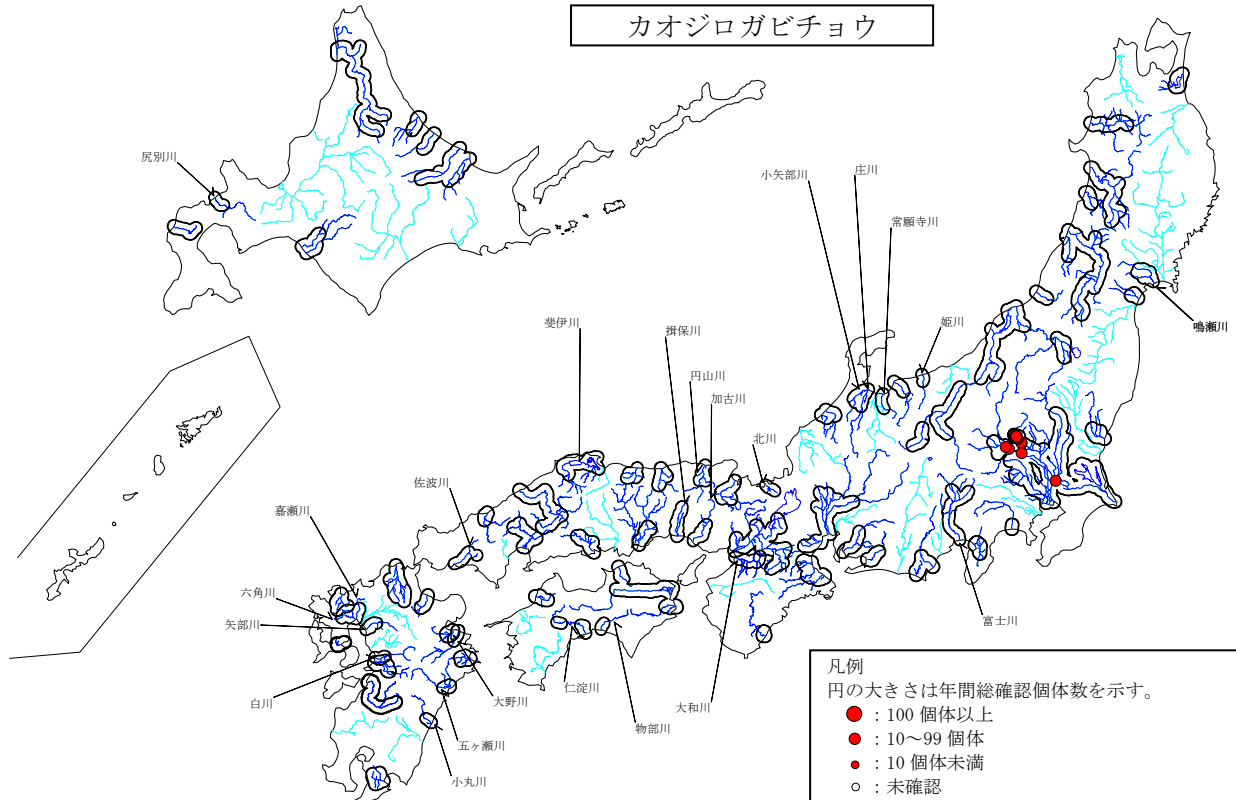 カオジロガビチョウ
尻別川
小矢部川
庄川
常願寺川
姫川
鳴瀬川
斐伊川
揖保川
円山川
加古川
北川
佐波川
嘉瀬川
六角川
矢部川
白川
大野川
五ヶ瀬川
小丸川
仁淀川
物部川
大和川
富士川
凡例
円の大きさは年間総確認個体数を示す。
：100 個体以上
：10～99 個体
：10 個体未満
：未確認